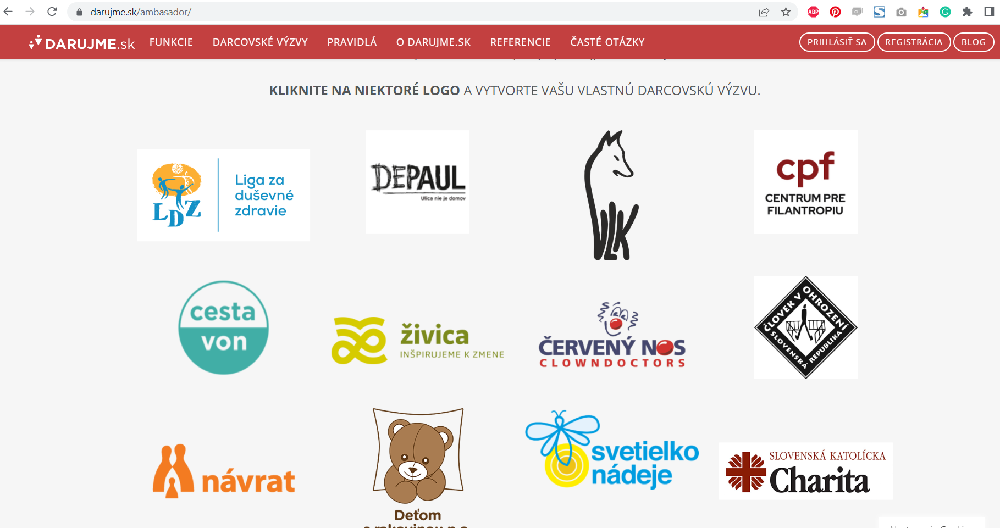 darujme.sk/ambasador/
DARUJME.sk
FUNKCIE
DARCOVSKÉ VÝZVY
PRAVIDLÁ
O DARUJME.SK
REFERENCIE
ČASTÉ OTÁZKY
PRIHLÁSIŤ SA
REGISTRÁCIA
BLOG
KLIKNITE NA NIEKTORÉ LOGO A VYTVORTE VAŠU VLASTNÚ DARCOVSKÚ VÝZVU.
LDZ
Liga za
duševné
zdravie
DEPAUL
Ulica nie je domov
VLK
cpf
CENTRUM PRE
FILANTROPIU
cesta
von
živica
INŠPIRUJEME K ZMENE
ČERVENÝ NOS
CLOWNDOCTORS
ČLOVEK V OHROZENÍ
SLOVENSKÁ REPUBLIKA
návrat
Deťom
s rakovinou n.o.
svetielko
nádeje
SLOVENSKÁ KATOLÍCKA
Charita
ABP